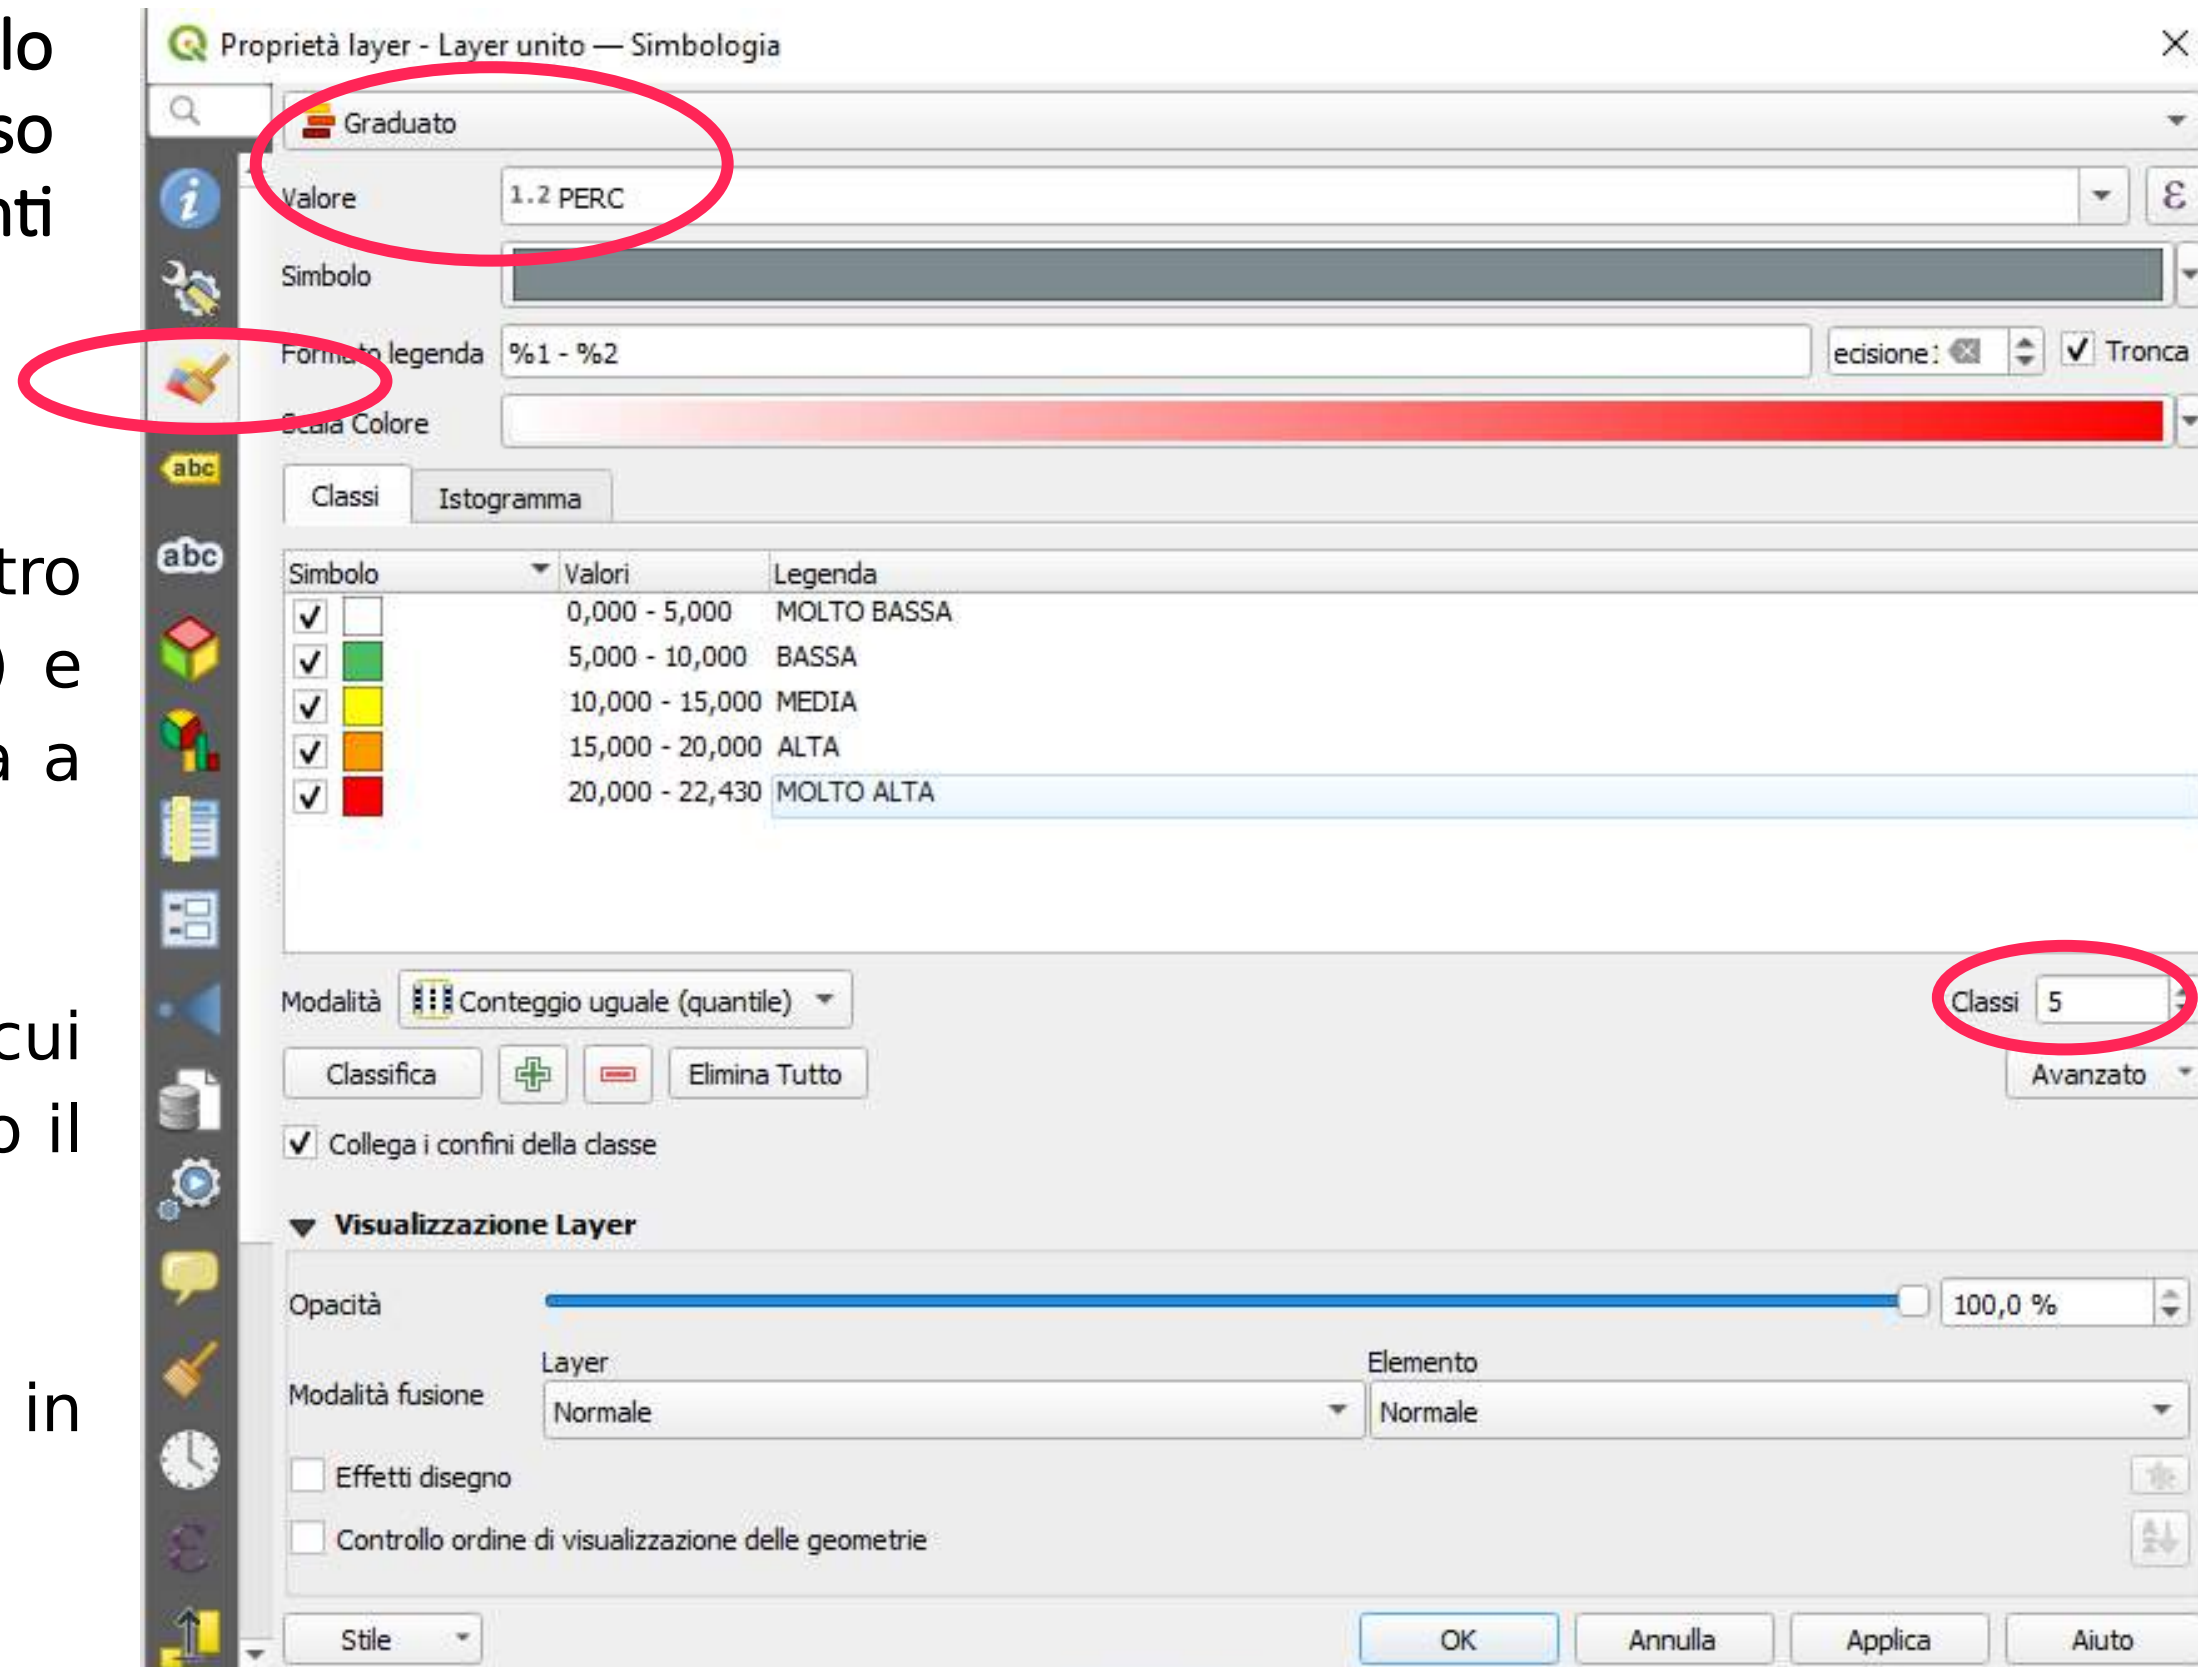 lo
so
nti
tro
) e
a a
cui
o il
in
Proprietà layer - Layer unito — Simbologia
Graduato
Valore 1.2 PERC ε
Simbolo
Formato legenda %1 - %2 ecisione: Tronca
Scala Colore
abc
abc
Classi Istogramma
Simbolo Valori Legenda
0,000 - 5,000 MOLTO BASSA
5,000 - 10,000 BASSA
10,000 - 15,000 MEDIA
15,000 - 20,000 ALTA
20,000 - 22,430 MOLTO ALTA
Modalità Conteggio uguale (quantile) Classi 5
Classifica Elimina Tutto Avanzato
Collega i confini della classe
Visualizzazione Layer
Opacità 100,0 %
Layer Elemento
Modalità fusione Normale Normale
Effetti disegno
Controllo ordine di visualizzazione delle geometrie
Stile OK Annulla Applica Aiuto